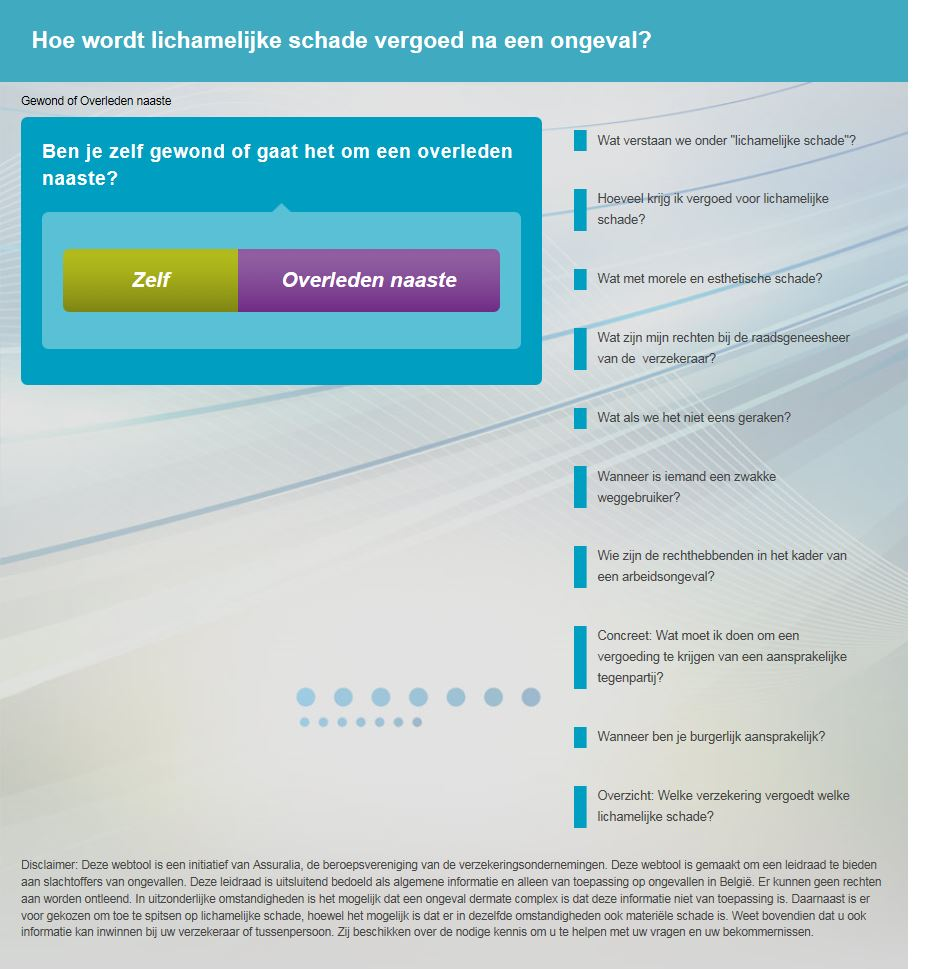 Hoe wordt lichamelijke schade vergoed na een ongeval?
Gewond of Overleden naaste
Ben je zelf gewond of gaat het om een overleden
naaste?
Zelf
Overleden naaste
Wat verstaan we onder "lichamelijke schade"?
Hoeveel krijg ik vergoed voor lichamelijke
schade?
Wat met morele en esthetische schade?
Wat zijn mijn rechten bij de raadsgeneesheer
van de verzekeraar?
Wat als we het niet eens geraken?
Wanneer is iemand een zwakke
weggebruiker?
Wie zijn de rechthebbenden in het kader van
een arbeidsongeval?
Concreet: Wat moet ik doen om een
vergoeding te krijgen van een aansprakelijke
tegenpartij?
Wanneer ben je burgerlijk aansprakelijk?
Overzicht: Welke verzekering vergoedt welke
lichamelijke schade?
Disclaimer: Deze webtool is een initiatief van Assuralia, de beroepsvereniging van de verzekeringsondernemingen. Deze webtool is gemaakt om een leidraad te bieden
aan slachtoffers van ongevallen. Deze leidraad is uitsluitend bedoeld als algemene informatie en alleen van toepassing op ongevallen in België. Er kunnen geen rechten
aan worden ontleend. In uitzonderlijke omstandigheden is het mogelijk dat een ongeval dermate complex is dat deze informatie niet van toepassing is. Daarnaast is er
voor gekozen om toe te spitsen op lichamelijke schade, hoewel het mogelijk is dat er in dezelfde omstandigheden ook materiële schade is. Weet bovendien dat u ook
informatie kan inwinnen bij uw verzekeraar of tussenpersoon. Zij beschikken over de nodige kennis om u te helpen met uw vragen en uw bekommernissen.